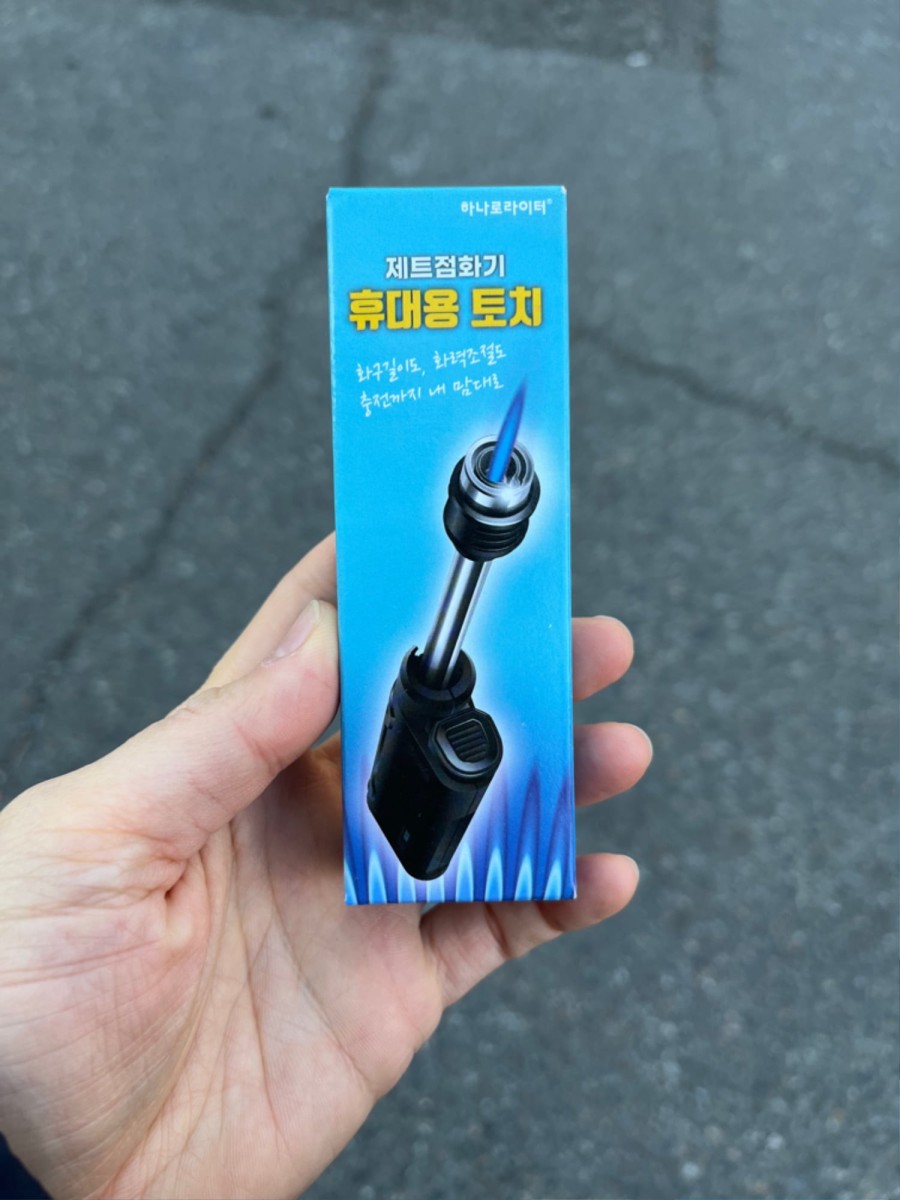 하나로라이터®
제트점화기
휴대용 토치
화구길이도, 화력조절도
충전까지 내 맘대로